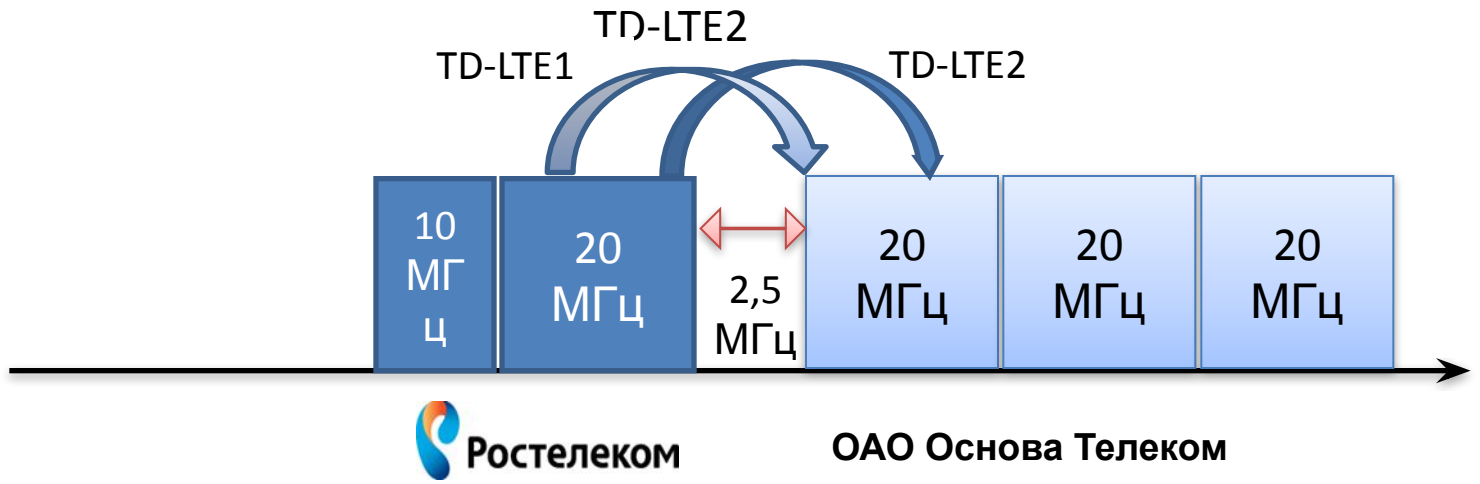 TD-LTE2
TD-LTE1
TD-LTE2
10
МГ
ц
20
МГц
2,5
МГц
20
МГц
20
МГц
20
МГц
Ростелеком
ОАО Основа Телеком